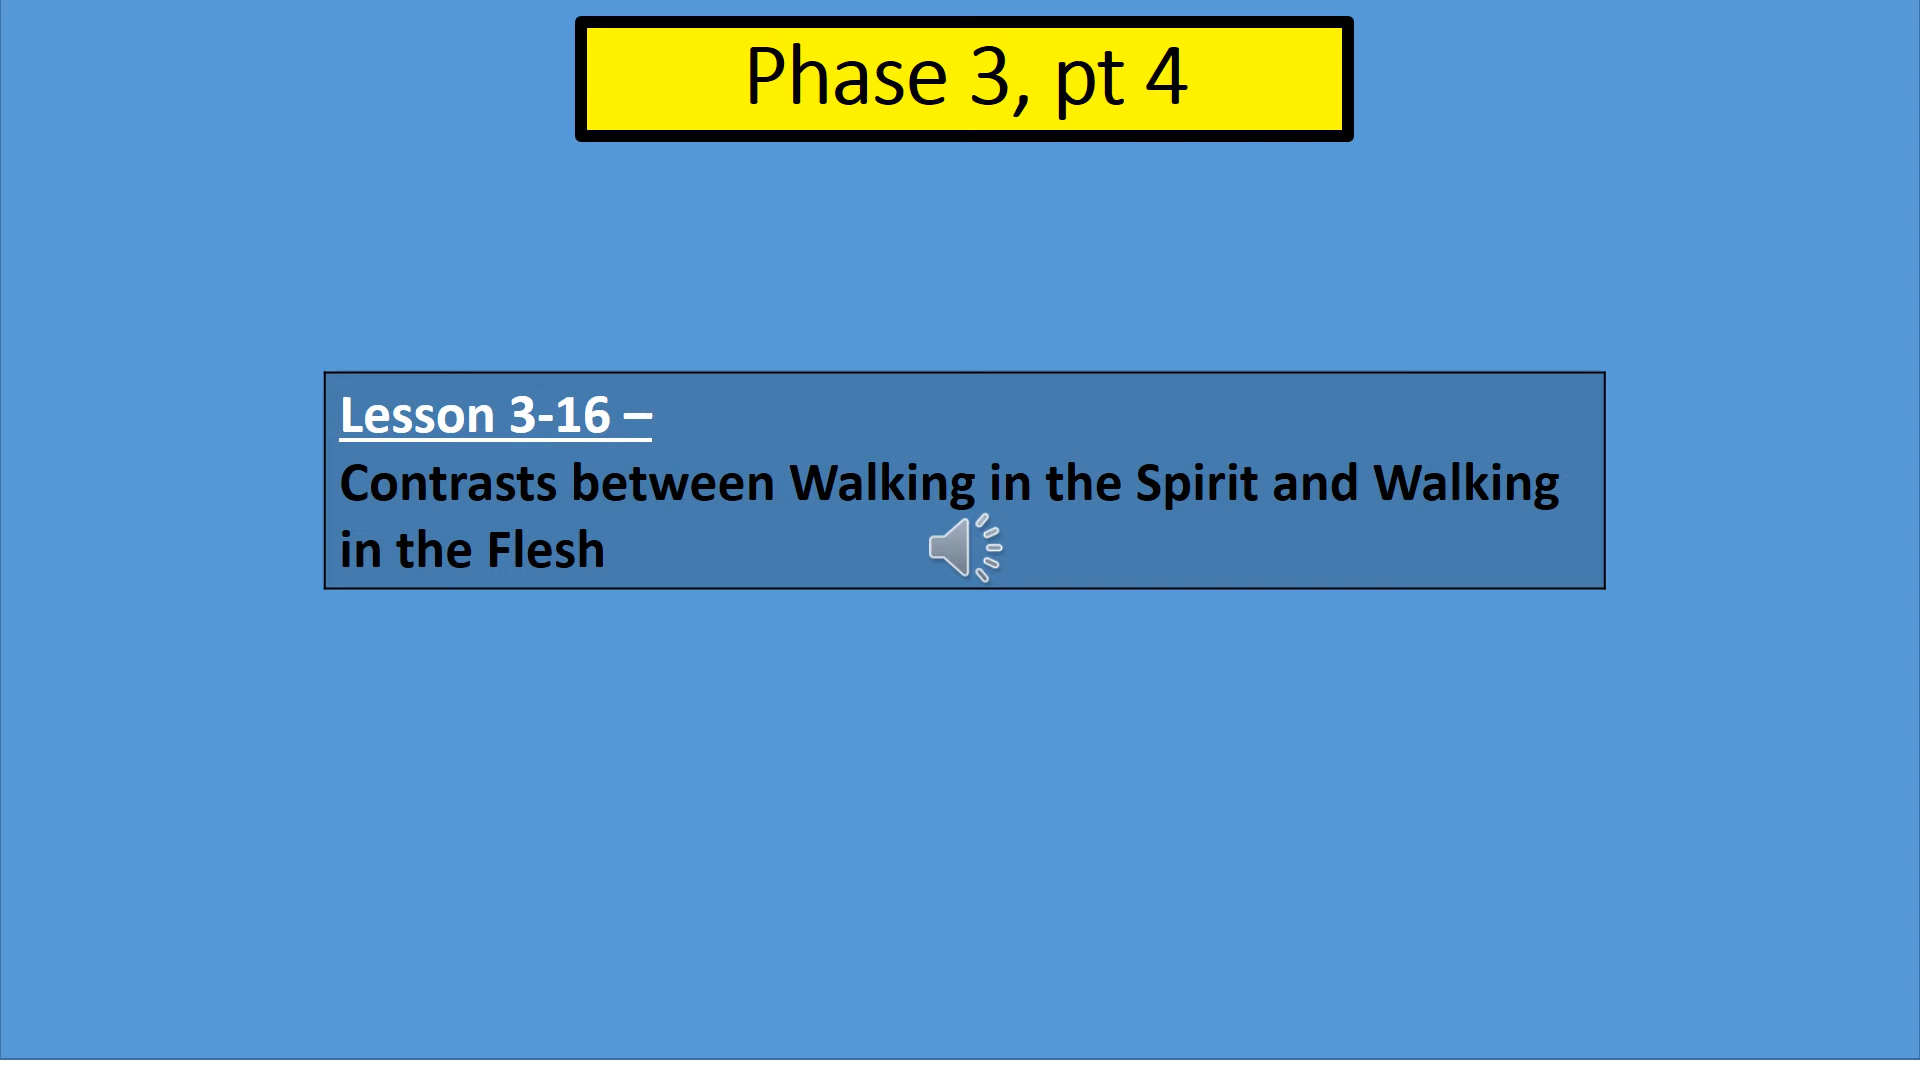 Phase 3, pt 4
Lesson 3-16 –
Contrasts between Walking in the Spirit and Walking
in the Flesh